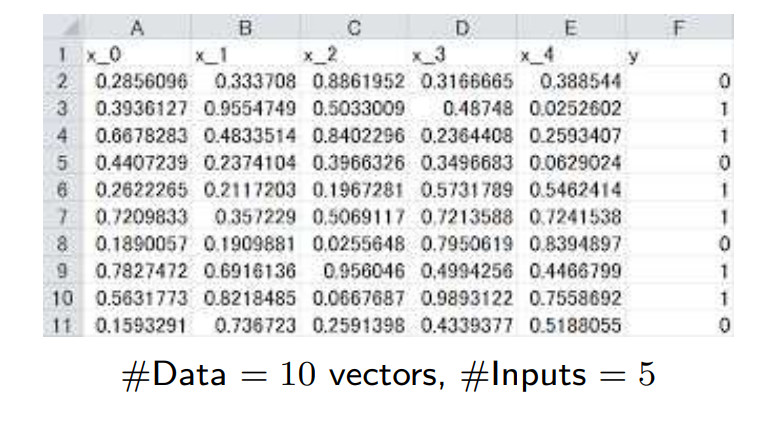 A B C D E F
1 x_0 x_1 x_2 x_3 x_4 y
2 0.2856096 0.333708 0.8861952 0.3166665 0.388544 0
3 0.3936127 0.9554749 0.5033009 0.48748 0.0252602 1
4 0.6678283 0.4833514 0.8402296 0.2364408 0.2593407 1
5 0.4407239 0.2374104 0.3966326 0.3496683 0.0629024 0
6 0.2622265 0.2117203 0.1967281 0.5731789 0.5462414 1
7 0.7209833 0.357229 0.5069117 0.7213588 0.7241538 1
8 0.1890057 0.1909881 0.0255648 0.7950619 0.8394897 0
9 0.7827472 0.6916136 0.956046 0.4994256 0.4466799 1
10 0.5631773 0.8218485 0.0667687 0.9893122 0.7558692 1
11 0.1593291 0.736723 0.2591398 0.4339377 0.5188055 0
#Data = 10 vectors, #Inputs = 5